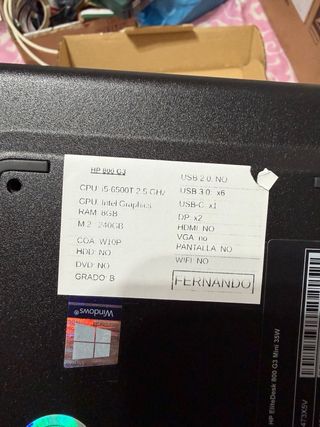 HP 800 G3
CPU: i5-6500T 2.5 GHz
GPU: Intel Graphics
RAM: 8GB
M.2: 240GB
COA: W10P
HDD: NO
DVD: NO
GRADO: B
USB 2.0: NO
USB 3.0: x6
USB-C: x1
DP: x2
HDMI: NO
VGA: no
PANTALLA: NO
WIFI: NO
FERNANDO
Windows®
HP EliteDesk 800 G3 Mini 35W